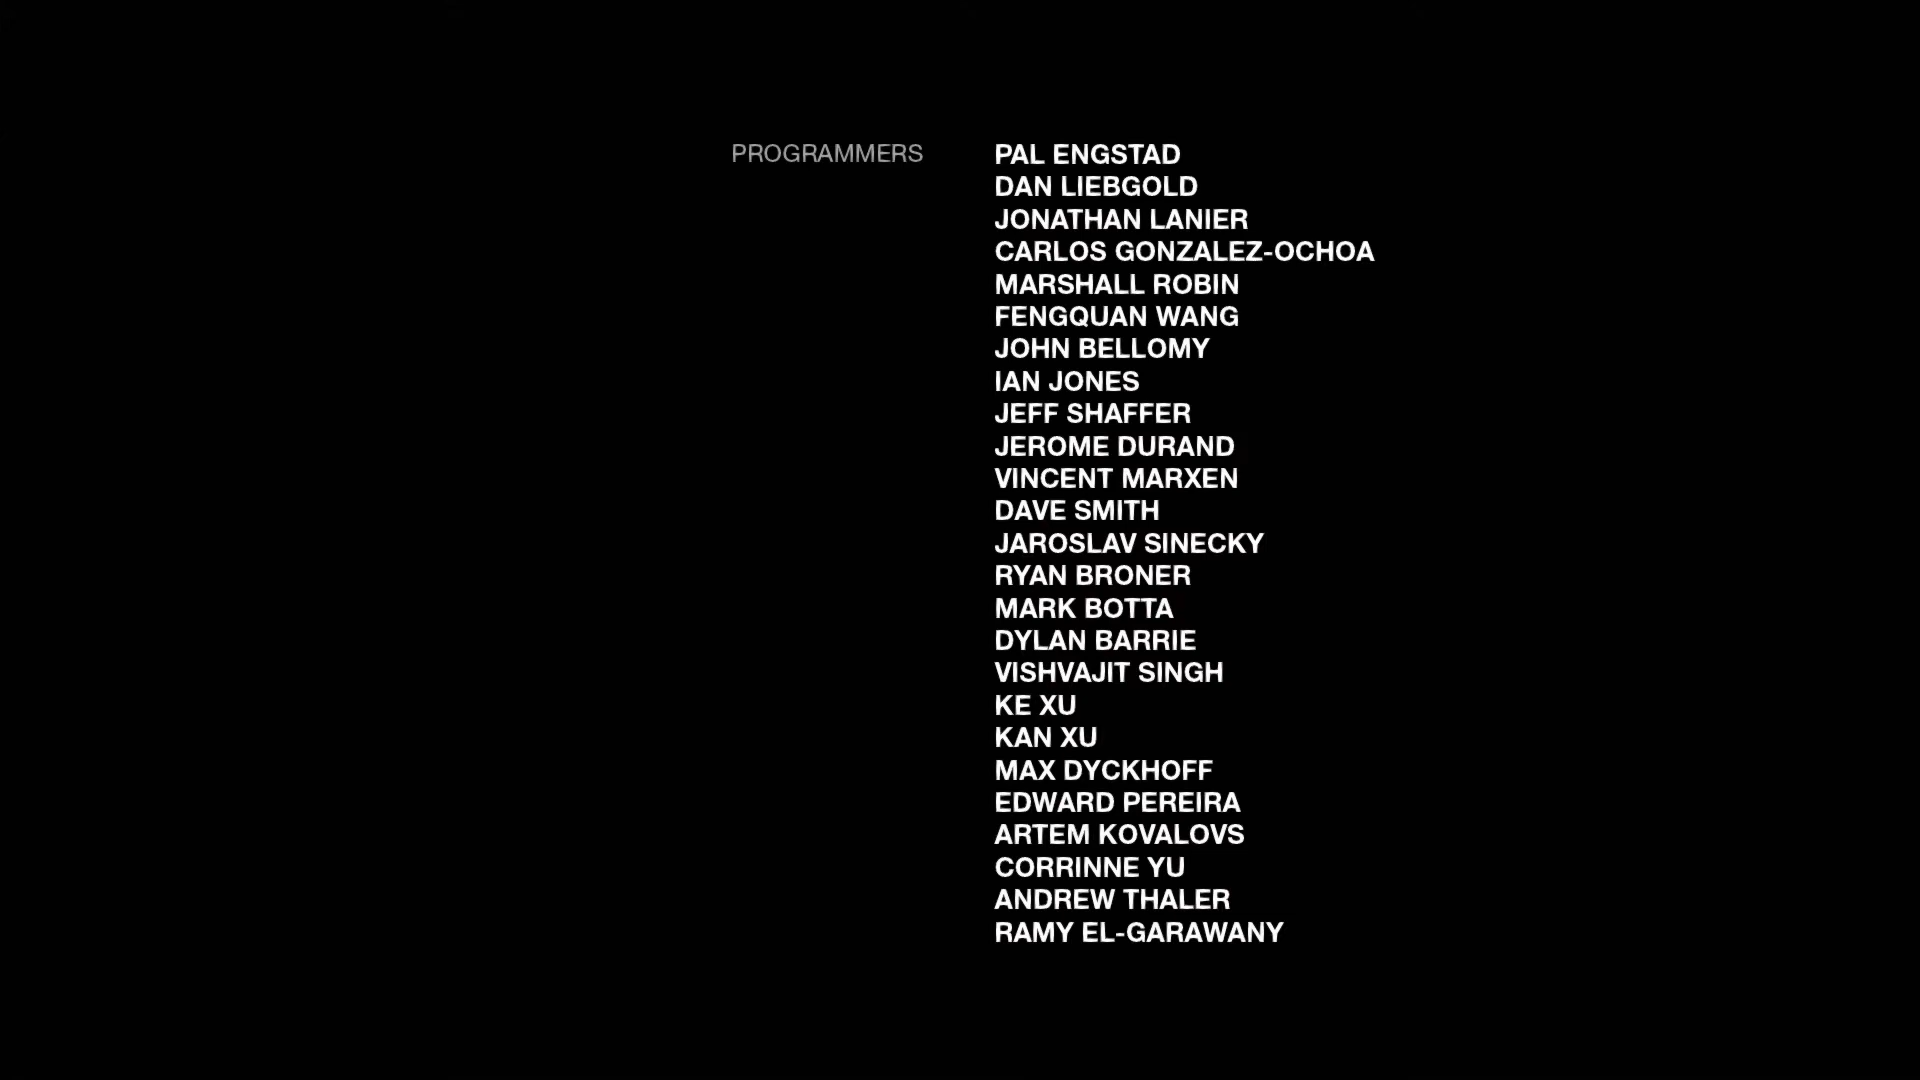 PROGRAMMERS PAL ENGSTAD
DAN LIEBGOLD
JONATHAN LANIER
CARLOS GONZALEZ-OCHOA
MARSHALL ROBIN
FENGQUAN WANG
JOHN BELLOMY
IAN JONES
JEFF SHAFFER
JEROME DURAND
VINCENT MARXEN
DAVE SMITH
JAROSLAV SINECKY
RYAN BRONER
MARK BOTTA
DYLAN BARRIE
VISHVAJIT SINGH
KE XU
KAN XU
MAX DYCKHOFF
EDWARD PEREIRA
ARTEM KOVALOVS
CORRINNE YU
ANDREW THALER
RAMY EL-GARAWANY